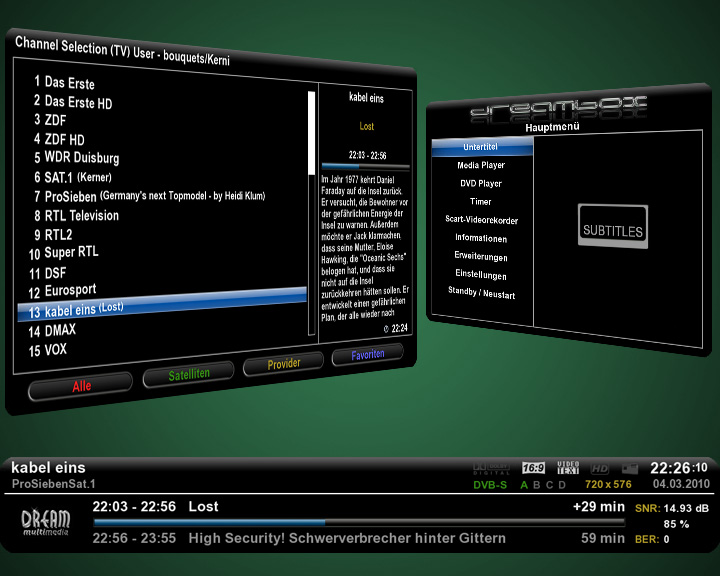 Channel Selection (TV) User - bouquets/Kerni
1 Das Erste
2 Das Erste HD
3 ZDF
4 ZDF HD
5 WDR Duisburg
6 SAT.1 (Kerner)
7 ProSieben (Germany's next Topmodel - by Heidi Klum)
8 RTL Television
9 RTL2
10 Super RTL
11 DSF
12 Eurosport
13 kabel eins (Lost)
14 DMAX
15 VOX
kabel eins
Lost
22:03 - 22:56
Im Jahr 1977 kehrt Daniel
Faraday auf die Insel zurück.
Er versucht, die Bewohner vor
der gefährlichen Energie der
Insel zu warnen. Außerdem
möchte er Jack klarmachen,
dass seine Mutter, Eloise
Hawking, die "Oceanic Sechs"
belogen hat, und dass sie
nicht auf die Insel
zurückkehren hätten sollen. Er
entwickelt einen gefährlichen
Plan, der alle wieder nach
22:24
Alle
Satelliten
Provider
Favoriten
dreambox
Hauptmenü
Untertitel
Media Player
DVD Player
Timer
Scart-Videorekorder
Informationen
Erweiterungen
Einstellungen
Standby / Neustart
SUBTITLES
kabel eins
ProSiebenSat.1
DIGITAL
16:9
VIDEO
TEXT
HD
22:26:10
DVB-S
A B C D
720 x 576
04.03.2010
DREAM
multimedia
22:03 - 22:56 Lost +29 min
22:56 - 23:55 High Security! Schwerverbrecher hinter Gittern 59 min
SNR: 14.93 dB
85 %
BER: 0